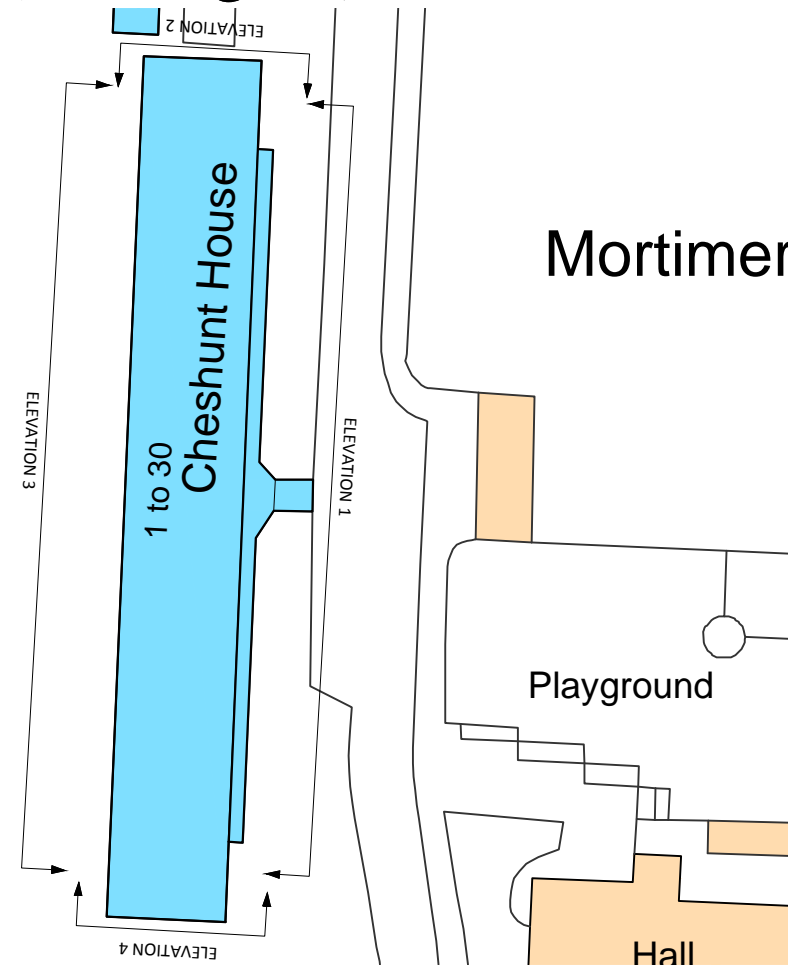 ELEVATION 2
Cheshunt House
1 to 30
Mortimer
ELEVATION 3
ELEVATION 1
Playground
ELEVATION 4
Hall